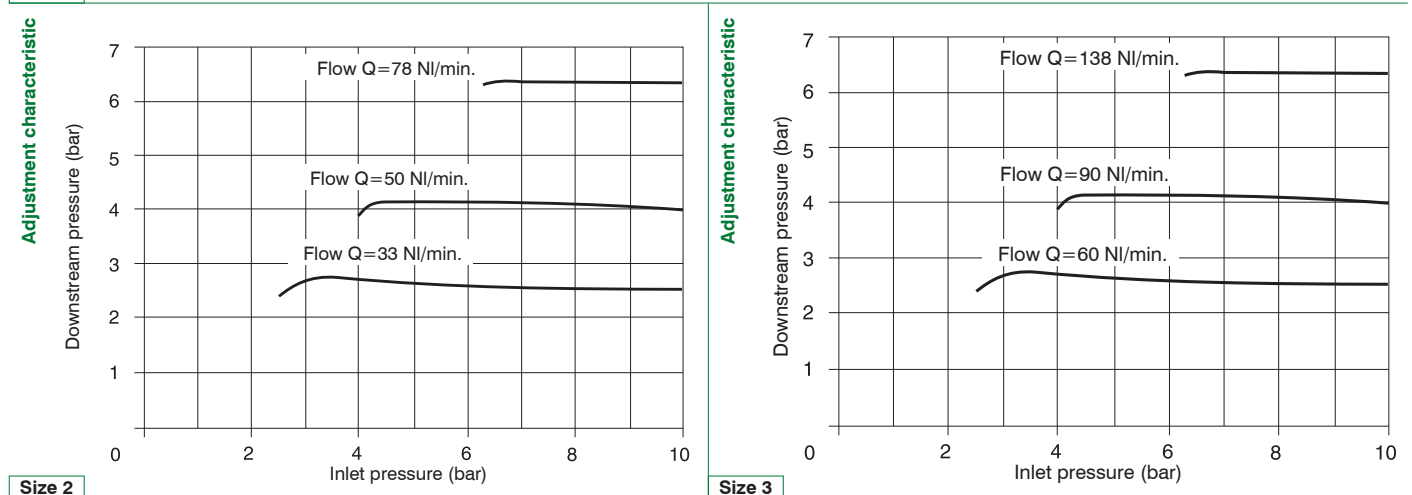 Adjustment characteristic
Downstream pressure (bar)
7
6
5
4
3
2
1
0
2
4
6
8
10
Flow Q=78 Nl/min.
Flow Q=50 Nl/min.
Flow Q=33 Nl/min.
Inlet pressure (bar)
Size 2
Adjustment characteristic
Downstream pressure (bar)
7
6
5
4
3
2
1
0
2
4
6
8
10
Flow Q=138 Nl/min.
Flow Q=90 Nl/min.
Flow Q=60 Nl/min.
Inlet pressure (bar)
Size 3